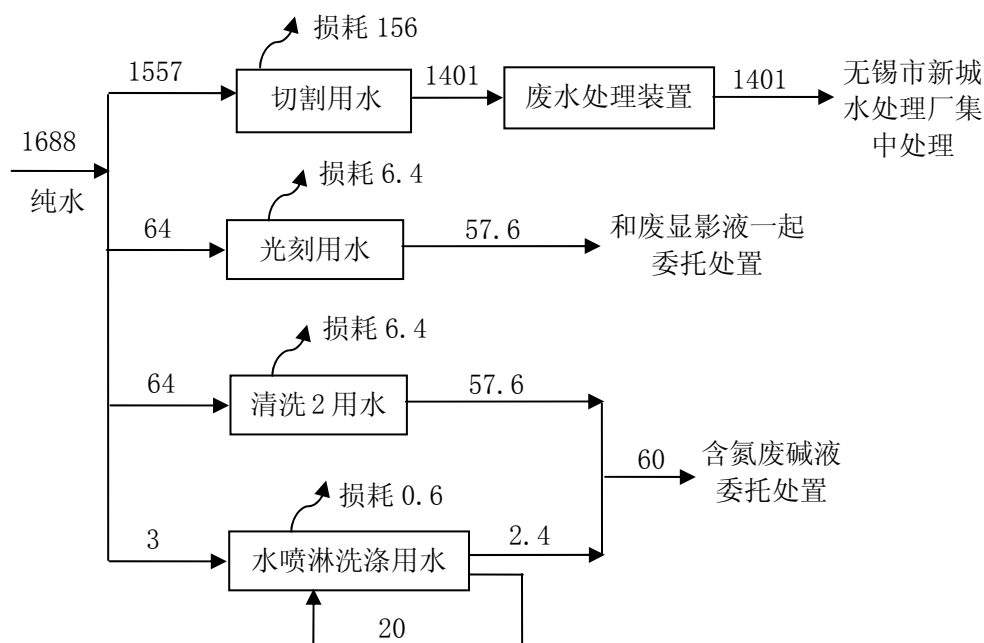 损耗 156
1557
切割用水
1401
废水处理装置
1401
无锡市新城
水处理厂集
中处理
1688
纯水
损耗 6.4
64
光刻用水
57.6
和废显影液一起
委托处置
损耗 6.4
64
清洗 2 用水
57.6
60
含氮废碱液
委托处置
损耗 0.6
3
水喷淋洗涤用水
2.4
20